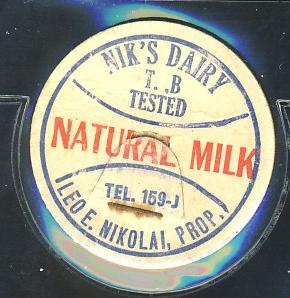 NIK'S DAIRY
T. .B
TESTED
NATURAL MILK
TEL. 159-J
LEO E. NIKOLAI, PROP.